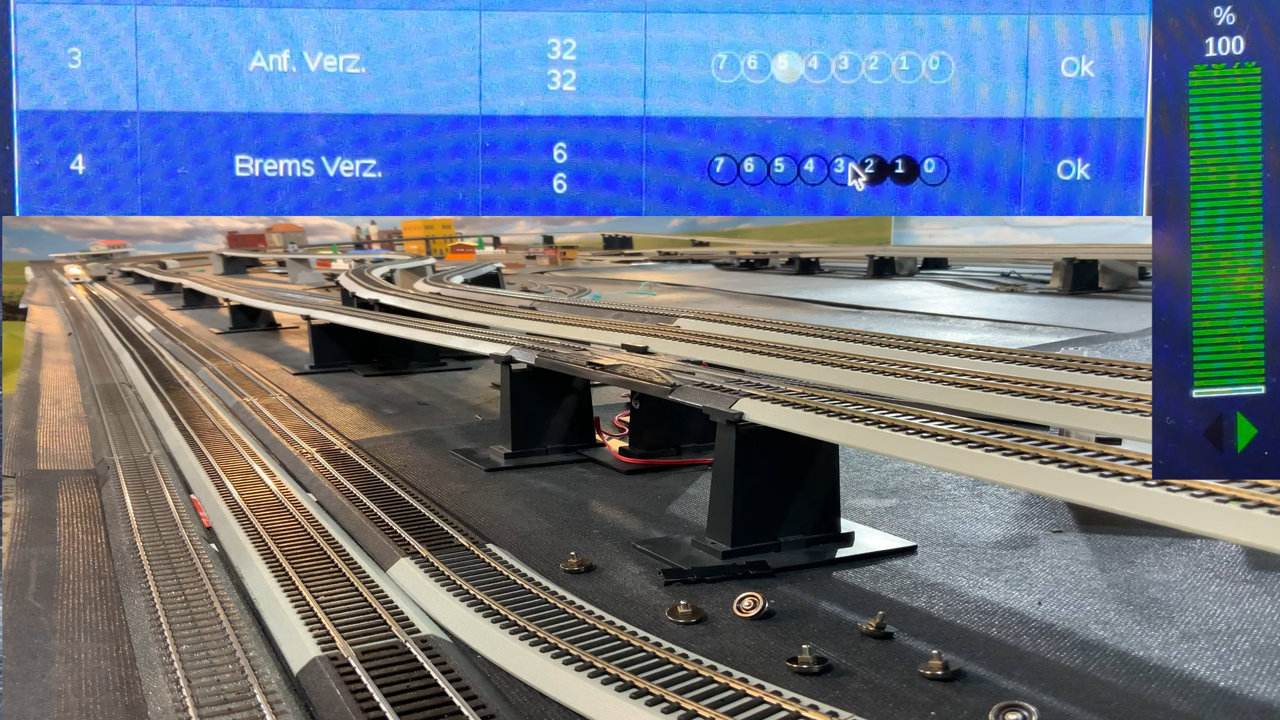 3 Anf. Verz. 32 7 6 5 4 3 2 1 0 Ok
32
4 Brems Verz. 6 7 6 5 4 3 2 1 0 Ok
6
%
100